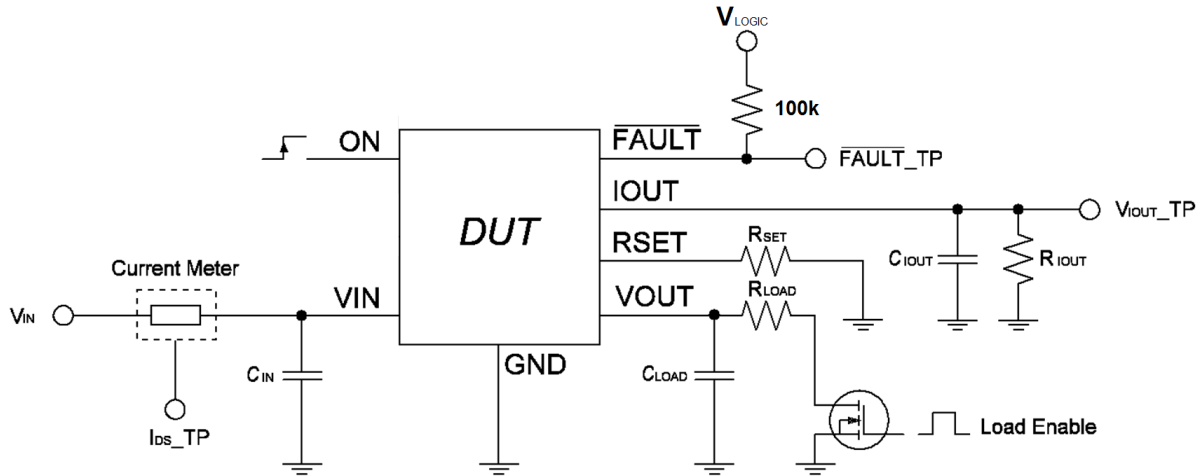 VLOGIC
100k
ON
FAULT
FAULT_TP
IOUT
VIOUT_TP
DUT
RSET
RSET
CIOUT
RIOUT
Current Meter
VIN
VIN
VOUT
RLOAD
GND
CIN
CLOAD
IDS_TP
Load Enable